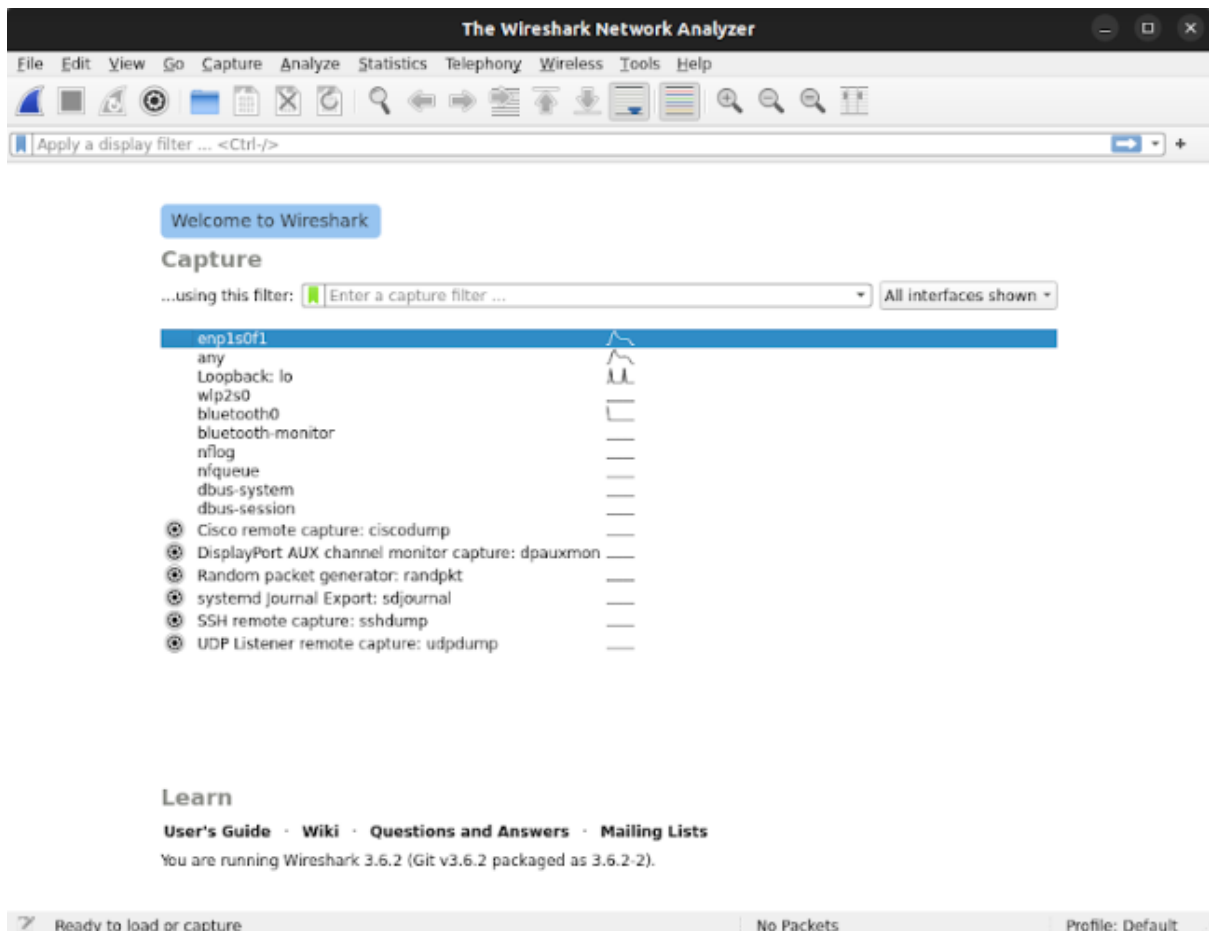 The Wireshark Network Analyzer
File Edit View Go Capture Analyze Statistics Telephony Wireless Tools Help
Apply a display filter ... <Ctrl-/>
Welcome to Wireshark
Capture
...using this filter: Enter a capture filter ... All interfaces shown
enp1s0f1
any
Loopback: lo
wlp2s0
bluetooth0
bluetooth-monitor
nflog
nfqueue
dbus-system
dbus-session
Cisco remote capture: ciscodump
DisplayPort AUX channel monitor capture: dpauxmon
Random packet generator: randpkt
systemd Journal Export: sdjournal
SSH remote capture: sshdump
UDP Listener remote capture: udpdump
Learn
User's Guide · Wiki · Questions and Answers · Mailing Lists
You are running Wireshark 3.6.2 (Git v3.6.2 packaged as 3.6.2-2).
Ready to load or capture No Packets Profile: Default